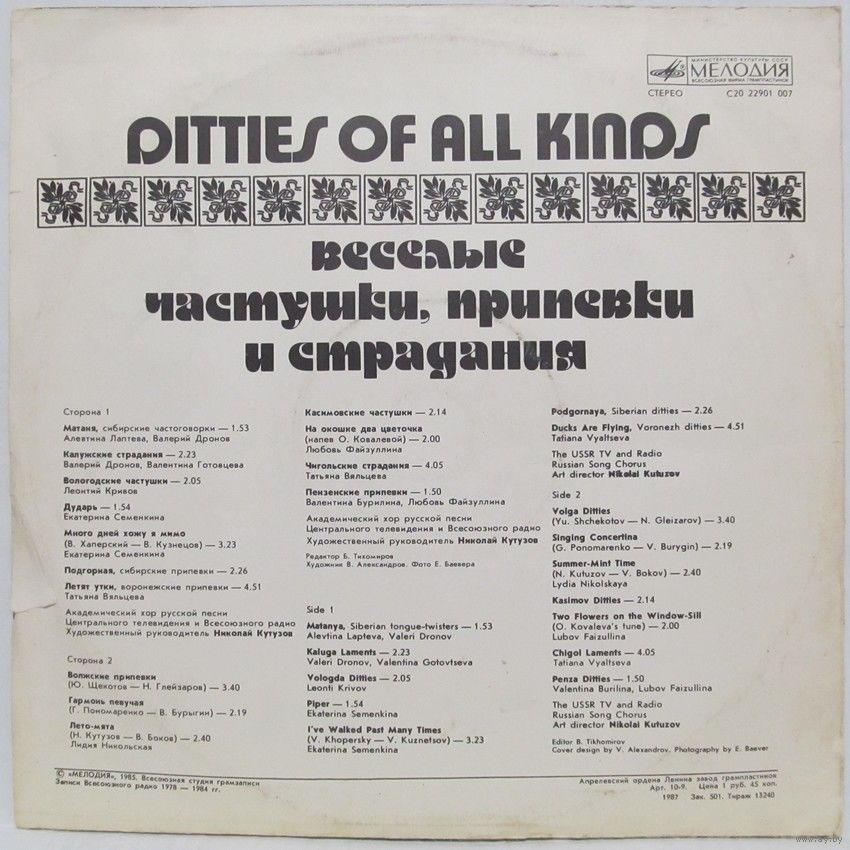 МИНИСТЕРСТВО КУЛЬТУРЫ СССР
МЕЛОДИЯ
ВСЕСОЮЗНАЯ ФИРМА ГРАМПЛАСТИНОК
СТЕРЕО С20 22901 007
DITTIES OF ALL KINDS
Веселые
частушки, припевки
и страдания
Сторона 1
Матаня, сибирские частоговорки — 1.53
Алевтина Лаптева, Валерий Дронов
Калужские страдания — 2.23
Валерий Дронов, Валентина Готовцева
Вологодские частушки — 2.05
Леонтий Кривов
Дударь — 1.54
Екатерина Семенкина
Много дней хожу я мимо
(В. Хаперский — В. Кузнецов) — 3.23
Екатерина Семенкина
Подгорная, сибирские припевки — 2.26
Летят утки, воронежские припевки — 4.51
Татьяна Вяльцева
Академический хор русской песни
Центрального телевидения и Всесоюзного радио
Художественный руководитель Николай Кутузов
Сторона 2
Волжские припевки
(Ю. Щекотов — Н. Глейзаров) — 3.40
Гармонь певучая
(Г. Пономаренко — В. Бурыгин) — 2.19
Лето-мята
(Н. Кутузов — В. Боков) — 2.40
Лидия Никольская
Касимовские частушки — 2.14
На окошке два цветочка
(напев О. Ковалевой) — 2.00
Любовь Файзуллина
Чигольские страдания — 4.05
Татьяна Вяльцева
Пензенские припевки — 1.50
Валентина Бурилина, Любовь Файзуллина
Академический хор русской песни
Центрального телевидения и Всесоюзного радио
Художественный руководитель Николай Кутузов
Редактор Б. Тихомиров
Художник В. Александров. Фото Е. Баевера
Side 1
Matanya, Siberian tongue-twisters — 1.53
Alevtina Lapteva, Valeri Dronov
Kaluga Laments — 2.23
Valeri Dronov, Valentina Gotovtseva
Vologda Ditties — 2.05
Leonti Krivov
Piper — 1.54
Ekaterina Semenkina
I've Walked Past Many Times
(V. Khopersky — V. Kuznetsov) — 3.23
Ekaterina Semenkina
Podgornaya, Siberian ditties — 2.26
Ducks Are Flying, Voronezh ditties — 4.51
Tatiana Vyaltseva
The USSR TV and Radio
Russian Song Chorus
Art director Nikolai Kutuzov
Side 2
Volga Ditties
(Yu. Shchekotov — N. Gleizarov) — 3.40
Singing Concertina
(G. Ponomarenko — V. Burygin) — 2.19
Summer-Mint Time
(N. Kutuzov — V. Bokov) — 2.40
Lydia Nikolskaya
Kasimov Ditties — 2.14
Two Flowers on the Window-Sill
(O. Kovaleva's tune) — 2.00
Lubov Faizullina
Chigol Laments — 4.05
Tatiana Vyaltseva
Penza Ditties — 1.50
Valentina Burilina, Lubov Faizullina
The USSR TV and Radio
Russian Song Chorus
Art director Nikolai Kutuzov
Editor B. Tikhomirov
Cover design by V. Alexandrov. Photography by E. Baever
© «МЕЛОДИЯ», 1985. Всесоюзная студия грамзаписи
Записи Всесоюзного радио 1978 — 1984 гг.
Апрелевский ордена Ленина завод грампластинок
Арт. 10-9. Цена 1 руб. 45 коп.
1987 Зак. 501. Тираж 13240
www.ay.by